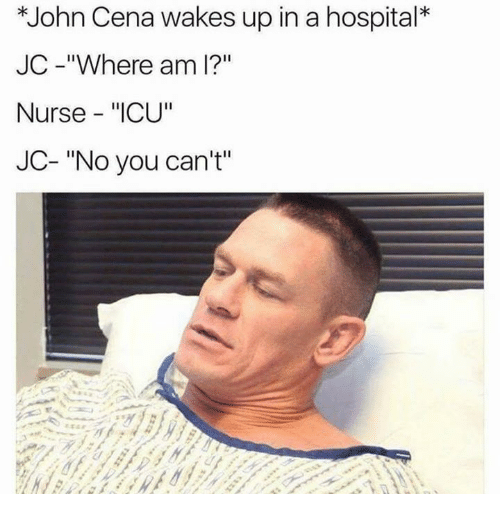 *John Cena wakes up in a hospital*
JC -"Where am I?"
Nurse - "ICU"
JC- "No you can't"